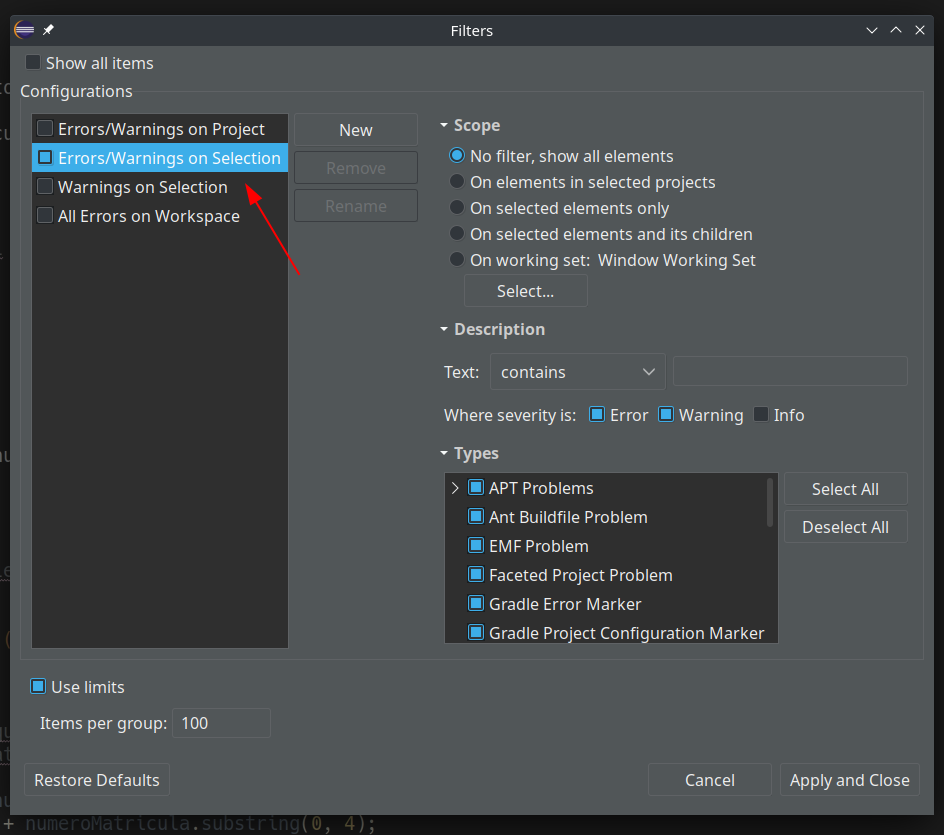 Filters
Show all items
Configurations
Errors/Warnings on Project
Errors/Warnings on Selection
Warnings on Selection
All Errors on Workspace
New
Remove
Rename
Scope
No filter, show all elements
On elements in selected projects
On selected elements only
On selected elements and its children
On working set:  Window Working Set
Select...
Description
Text:
contains
Where severity is:
Error
Warning
Info
Types
APT Problems
Ant Buildfile Problem
EMF Problem
Faceted Project Problem
Gradle Error Marker
Gradle Project Configuration Marker
Select All
Deselect All
Use limits
Items per group:
100
Restore Defaults
Cancel
Apply and Close
+ numeroMatricula.substring(0, 4);